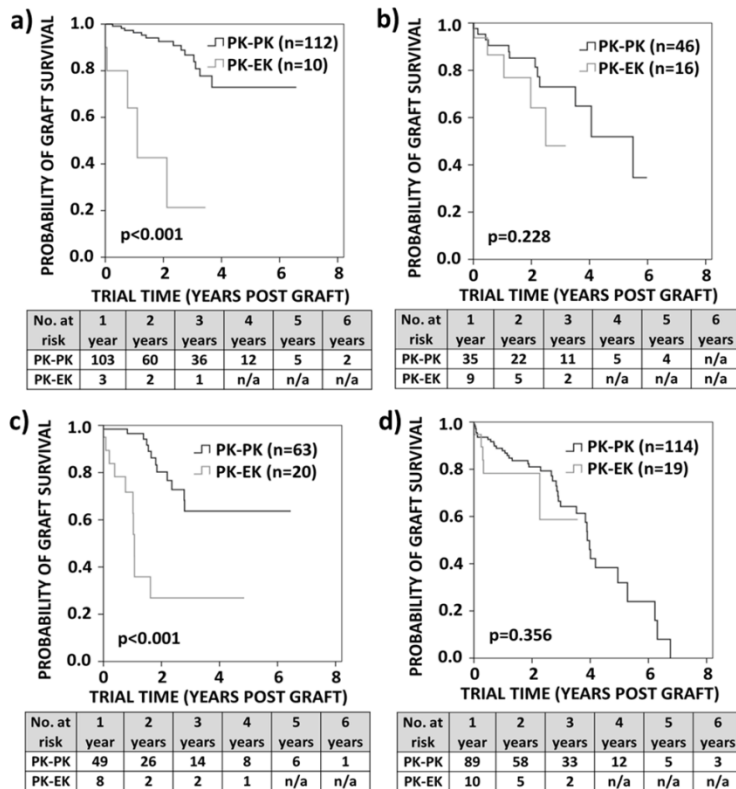 a)
PROBABILITY OF GRAFT SURVIVAL
1.0
0.8
0.6
0.4
0.2
0.0
PK-PK (n=112)
PK-EK (n=10)
p<0.001
0 2 4 6 8
TRIAL TIME (YEARS POST GRAFT)
No. at risk 1 year 2 years 3 years 4 years 5 years 6 years
PK-PK 103 60 36 12 5 2
PK-EK 3 2 1 n/a n/a n/a
b)
PROBABILITY OF GRAFT SURVIVAL
1.0
0.8
0.6
0.4
0.2
0.0
PK-PK (n=46)
PK-EK (n=16)
p=0.228
0 2 4 6 8
TRIAL TIME (YEARS POST GRAFT)
No. at risk 1 year 2 years 3 years 4 years 5 years 6 years
PK-PK 35 22 11 5 4 n/a
PK-EK 9 5 2 n/a n/a n/a
c)
PROBABILITY OF GRAFT SURVIVAL
1.0
0.8
0.6
0.4
0.2
0.0
PK-PK (n=63)
PK-EK (n=20)
p<0.001
0 2 4 6 8
TRIAL TIME (YEARS POST GRAFT)
No. at risk 1 year 2 years 3 years 4 years 5 years 6 years
PK-PK 49 26 14 8 6 1
PK-EK 8 2 2 1 n/a n/a
d)
PROBABILITY OF GRAFT SURVIVAL
1.0
0.8
0.6
0.4
0.2
0.0
PK-PK (n=114)
PK-EK (n=19)
p=0.356
0 2 4 6 8
TRIAL TIME (YEARS POST GRAFT)
No. at risk 1 year 2 years 3 years 4 years 5 years 6 years
PK-PK 89 58 33 12 5 3
PK-EK 10 5 2 n/a n/a n/a